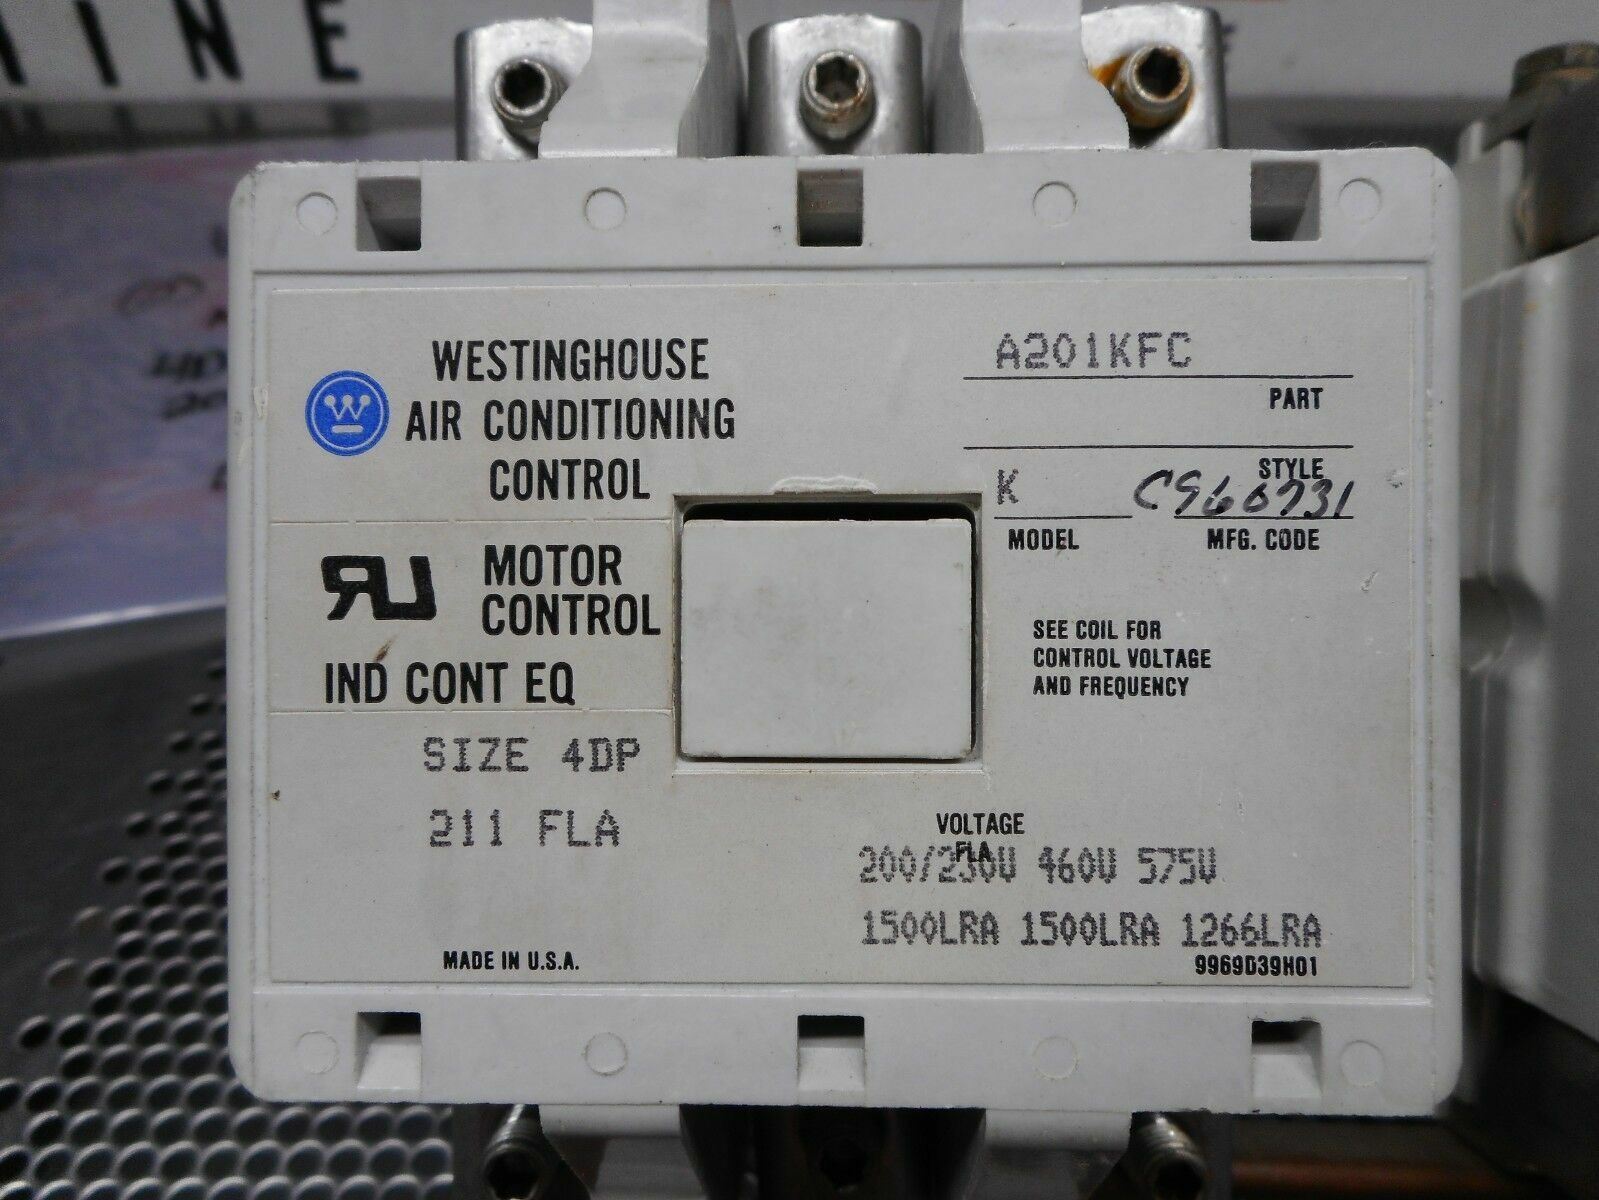 INE
WESTINGHOUSE
AIR CONDITIONING
CONTROL
MOTOR
CONTROL
IND CONT EQ
SIZE 4DP
211 FLA
MADE IN U.S.A.
A201KFC
PART
STYLE
K C960731
MODEL MFG. CODE
SEE COIL FOR
CONTROL VOLTAGE
AND FREQUENCY
VOLTAGE
FLA
200/230V 460V 575V
1500LRA 1500LRA 1266LRA
9969D39H01